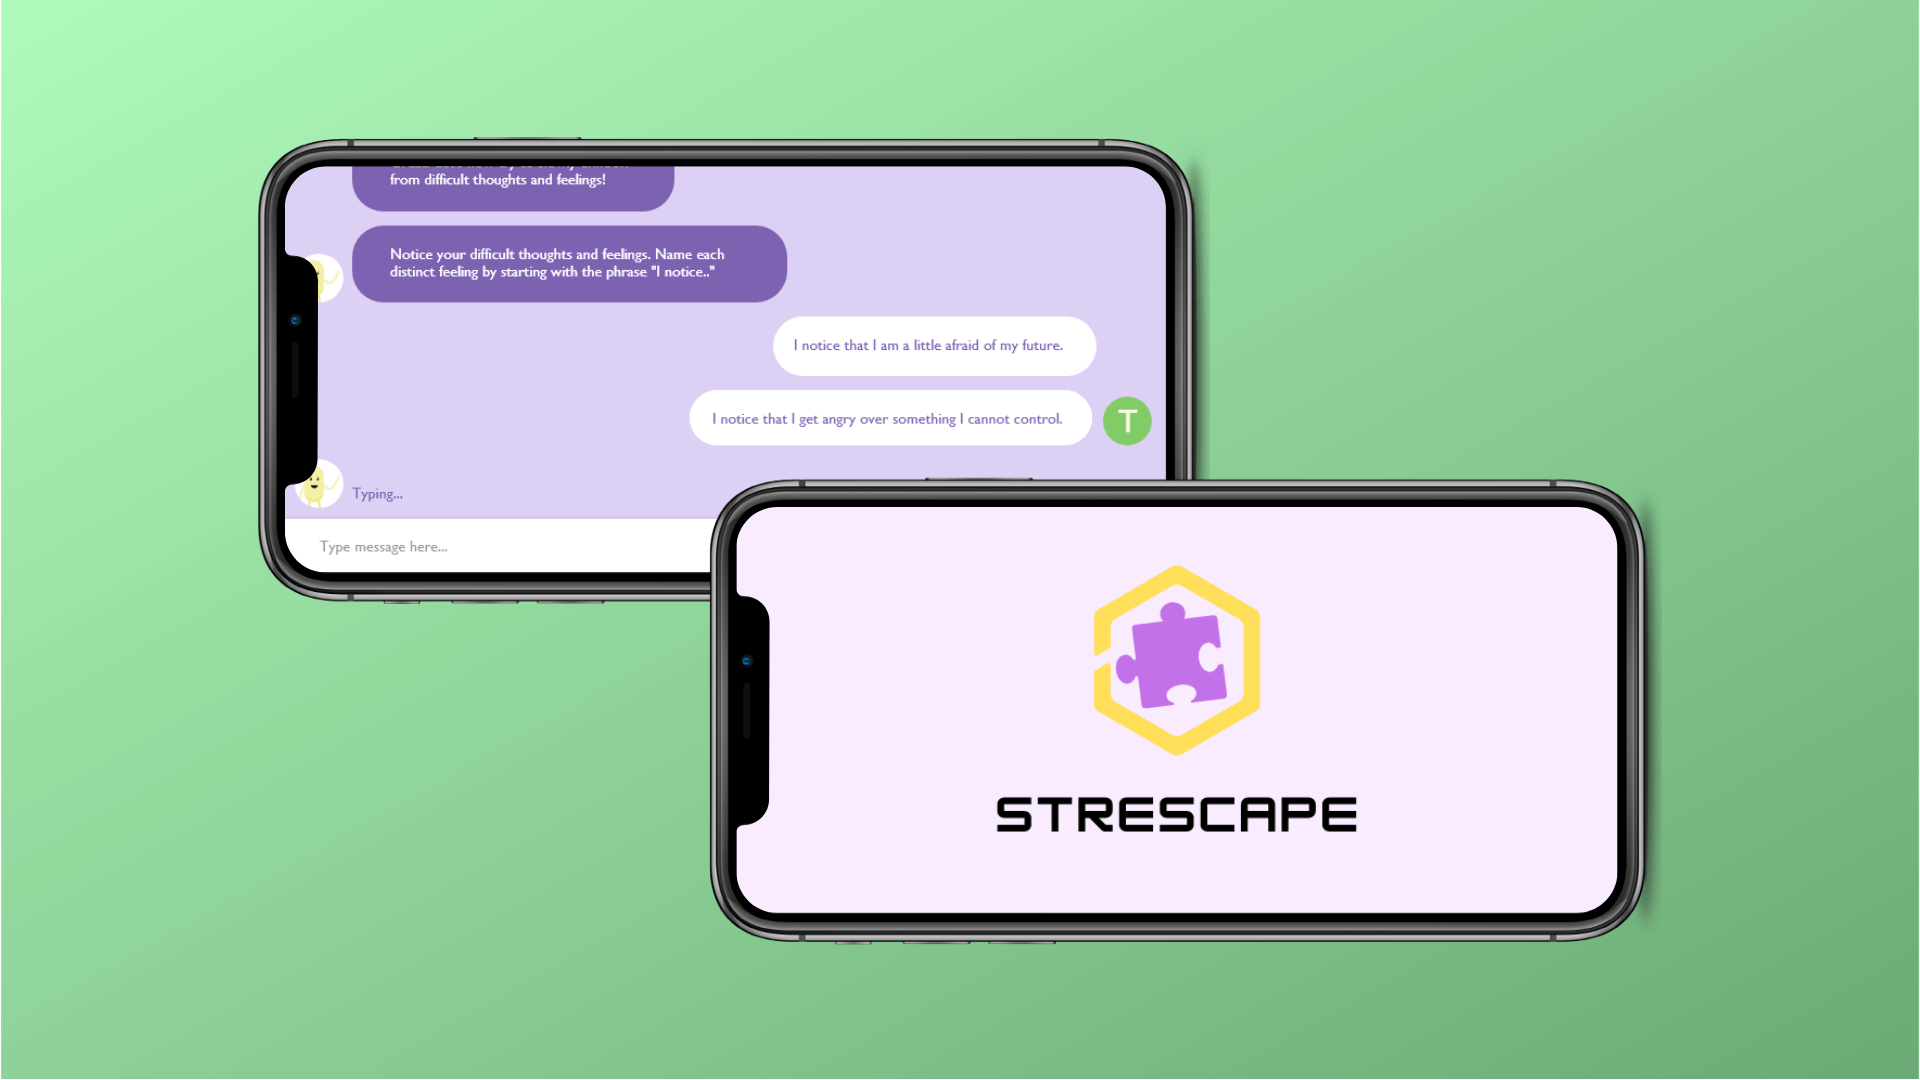 from difficult thoughts and feelings!
Notice your difficult thoughts and feelings. Name each
distinct feeling by starting with the phrase "I notice.."
I notice that I am a little afraid of my future.
I notice that I get angry over something I cannot control.
T
Typing...
Type message here...
STRESCAPE